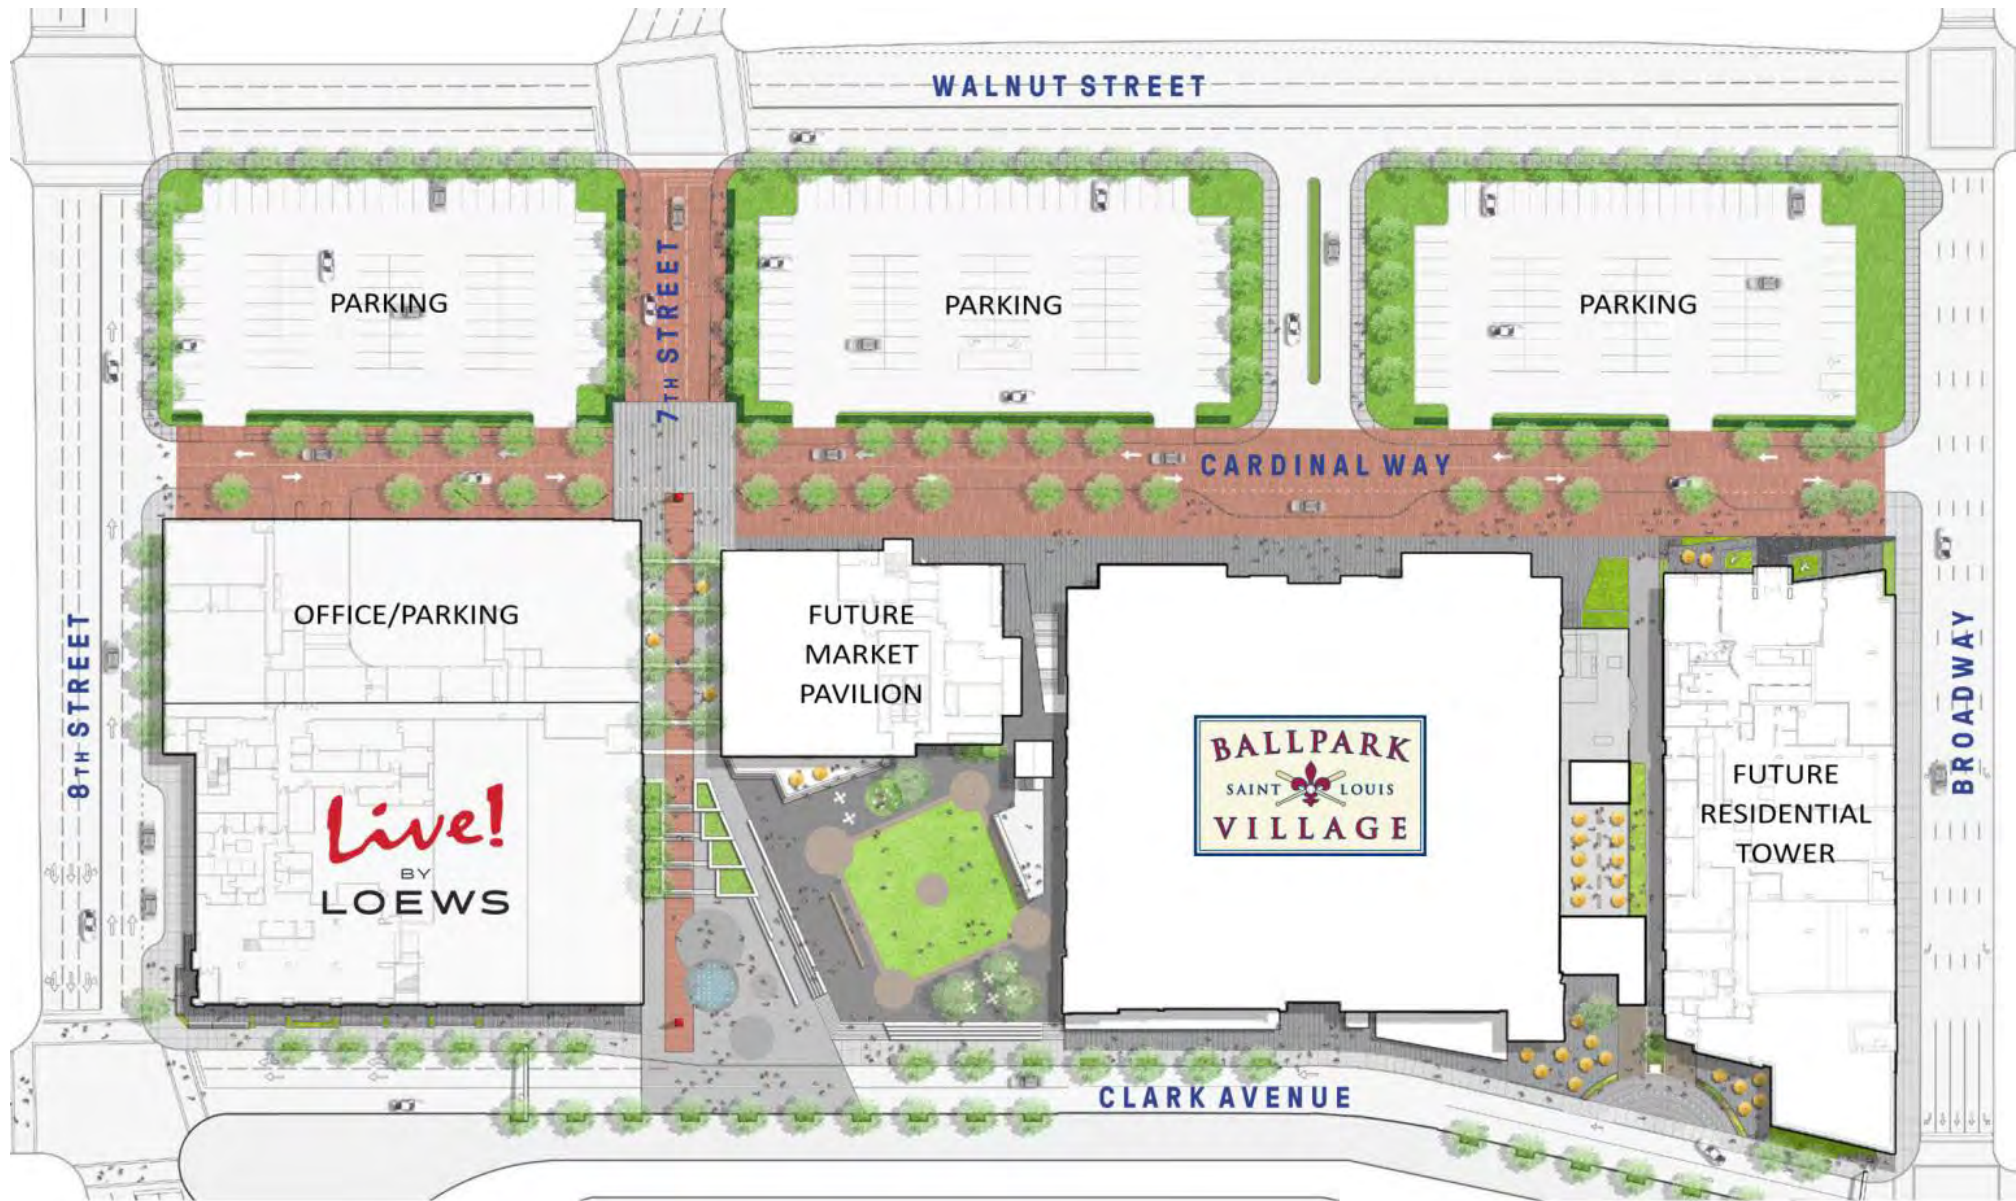 WALNUT STREET
PARKING
7TH STREET
PARKING
PARKING
CARDINAL WAY
8TH STREET
OFFICE/PARKING
FUTURE
MARKET
PAVILION
BALLPARK
SAINT LOUIS
VILLAGE
FUTURE
RESIDENTIAL
TOWER
BROADWAY
Live!
BY
LOEWS
CLARK AVENUE